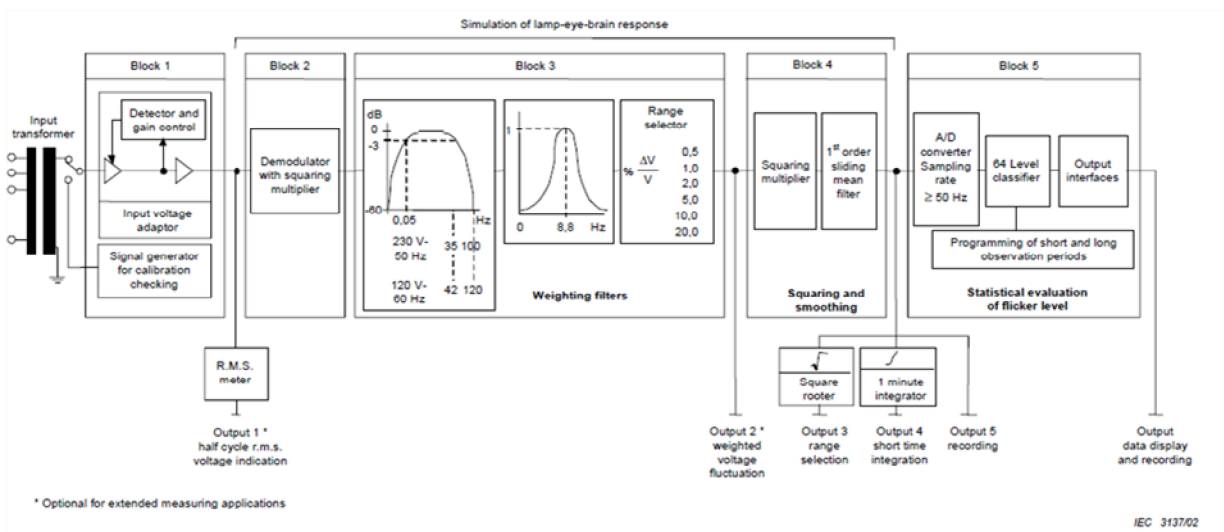 Simulation of lamp-eye-brain response
Block 1
Block 2
Block 3
Block 4
Block 5
Input
transformer
Detector and
gain control
Input voltage
adaptor
Signal generator
for calibration
checking
Demodulator
with squaring
multiplier
dB
0
-3
-60
0,05
Hz
230 V-
50 Hz
35 100
120 V-
60 Hz
42 120
1
0
8,8
Hz
Range
selector
% ΔV
V
0,5
1,0
2,0
5,0
10,0
20,0
Weighting filters
Squaring
multiplier
1st order
sliding
mean
filter
Squaring and
smoothing
A/D
converter
Sampling
rate
≥ 50 Hz
64 Level
classifier
Output
interfaces
Programming of short and long
observation periods
Statistical evaluation
of flicker level
R.M.S.
meter
√
Square
rooter
∫
1 minute
integrator
Output 1 *
half cycle r.m.s.
voltage indication
Output 2 *
weighted
voltage
fluctuation
Output 3
range
selection
Output 4
short time
integration
Output 5
recording
Output
data display
and recording
* Optional for extended measuring applications
IEC 3137/02